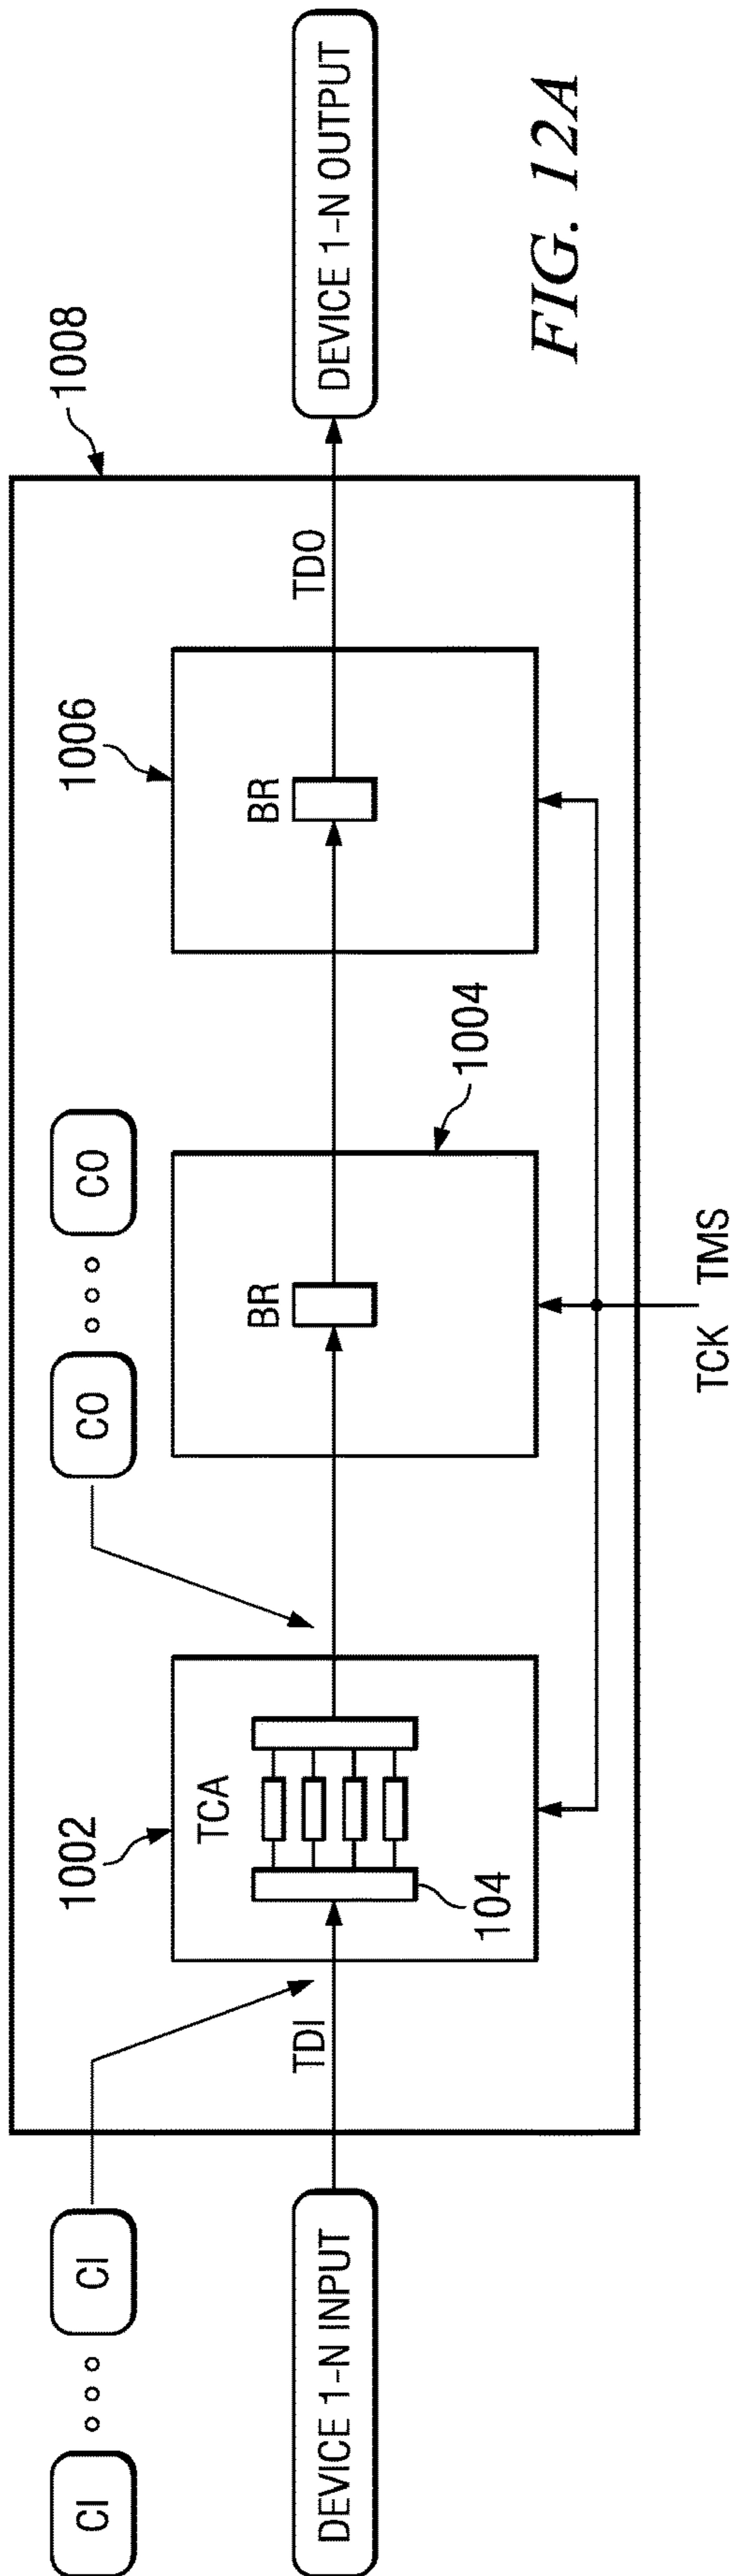 CI
CI
DEVICE 1-N INPUT
TDI
1002
TCA
104
CO
CO
BR
1004
TCK
TMS
1006
BR
TDO
1008
DEVICE 1-N OUTPUT
FIG. 12A